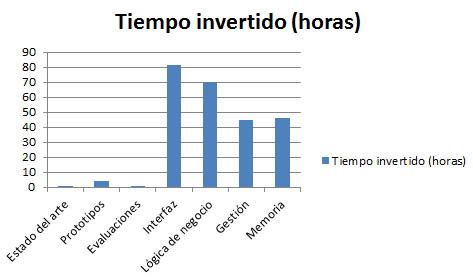 Tiempo invertido (horas)
90
80
70
60
50
40
30
20
10
0
Estado del arte
Prototipos
Evaluaciones
Interfaz
Lógica de negocio
Gestión
Memoria
Tiempo invertido (horas)